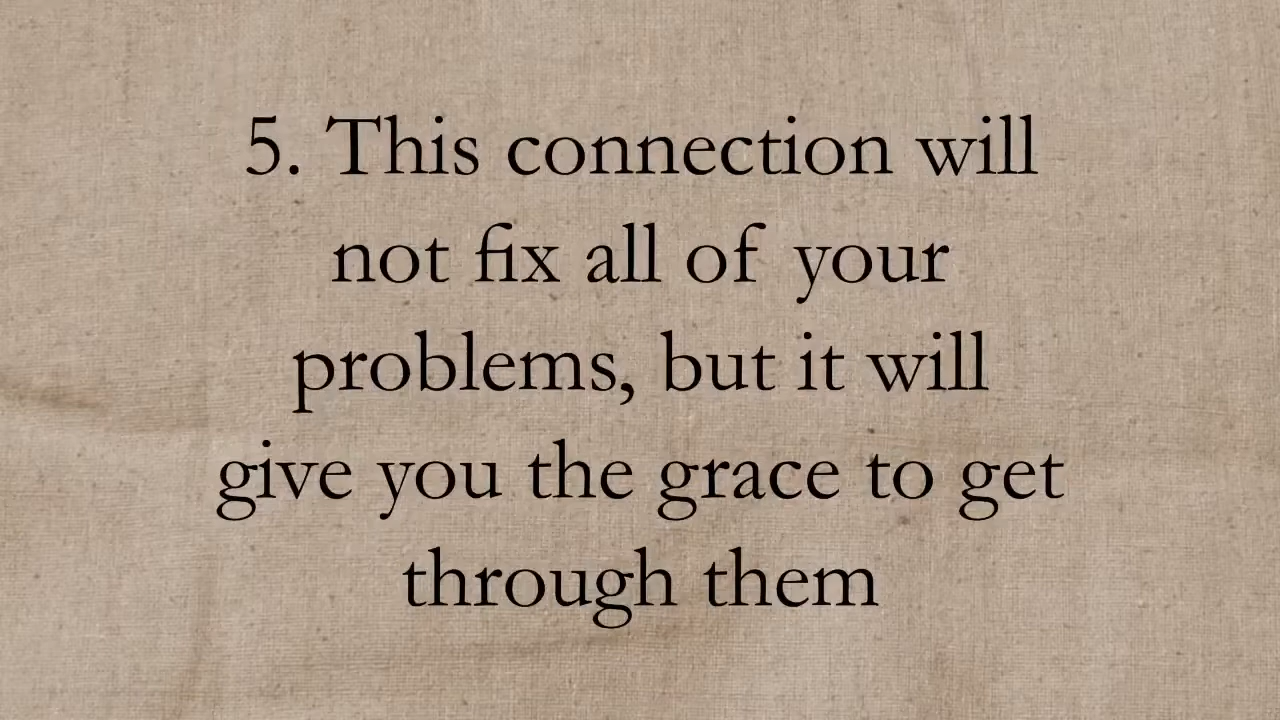 5. This connection will
not fix all of your
problems, but it will
give you the grace to get
through them